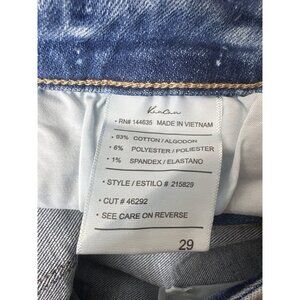 KanCan
• RN# 144635 MADE IN VIETNAM
• 93% COTTON/ALGODOR
• 6% POLYESTER/POLIESTER
• 1% SPANDEX/ELASTANO
• STYLE/ESTILO # 215829
• CUT # 46292
• SEE CARE ON REVERSE
29